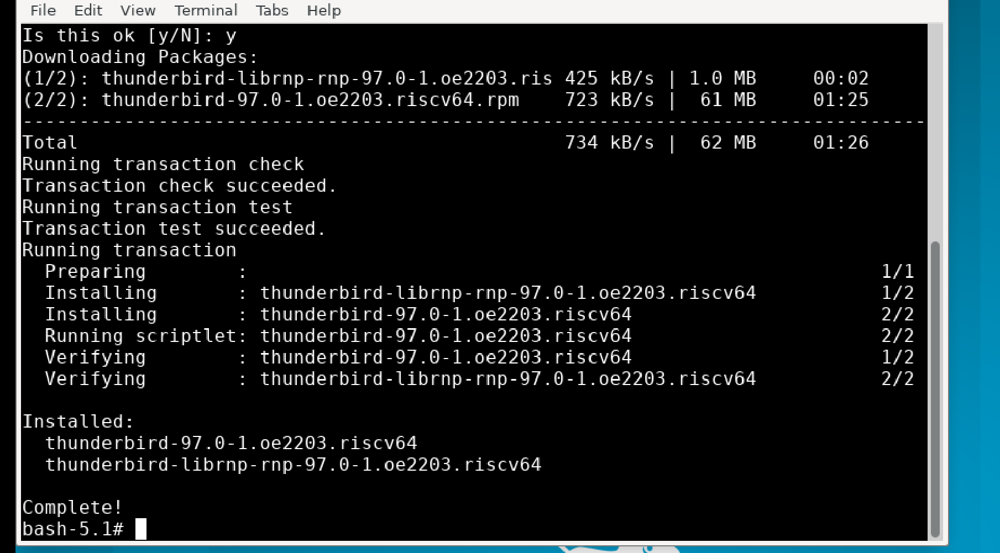 File Edit View Terminal Tabs Help
Is this ok [y/N]: y
Downloading Packages:
(1/2): thunderbird-librnp-rnp-97.0-1.oe2203.ris 425 kB/s | 1.0 MB     00:02
(2/2): thunderbird-97.0-1.oe2203.riscv64.rpm    723 kB/s |  61 MB     01:25
--------------------------------------------------------------------------------
Total                                           734 kB/s |  62 MB     01:26
Running transaction check
Transaction check succeeded.
Running transaction test
Transaction test succeeded.
Running transaction
  Preparing        :                                                        1/1
  Installing       : thunderbird-librnp-rnp-97.0-1.oe2203.riscv64           1/2
  Installing       : thunderbird-97.0-1.oe2203.riscv64                      2/2
  Running scriptlet: thunderbird-97.0-1.oe2203.riscv64                      2/2
  Verifying        : thunderbird-97.0-1.oe2203.riscv64                      1/2
  Verifying        : thunderbird-librnp-rnp-97.0-1.oe2203.riscv64           2/2

Installed:
  thunderbird-97.0-1.oe2203.riscv64
  thunderbird-librnp-rnp-97.0-1.oe2203.riscv64

Complete!
bash-5.1#